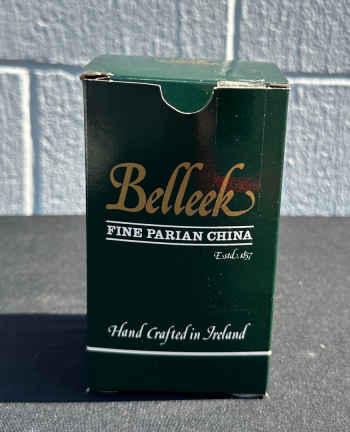 Belleek
FINE PARIAN CHINA
Estd. 1857
Hand Crafted in Ireland